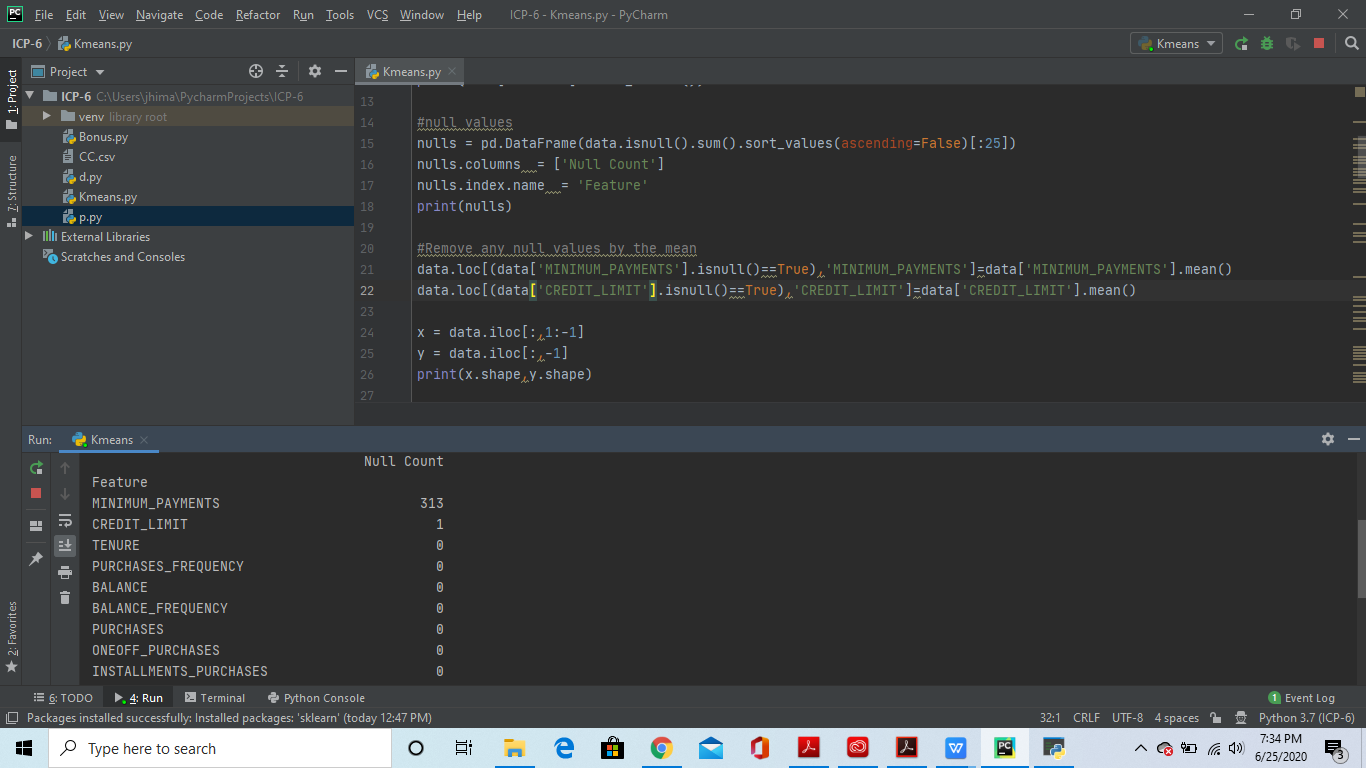 File Edit View Navigate Code Refactor Run Tools VCS Window Help ICP-6 - Kmeans.py - PyCharm
ICP-6 Kmeans.py
Kmeans
1: Project
7: Structure
2: Favorites
Project
ICP-6 C:\Users\jhima\PycharmProjects\ICP-6
venv library root
Bonus.py
CC.csv
d.py
Kmeans.py
p.py
External Libraries
Scratches and Consoles
Kmeans.py
13
14 #null values
15 nulls = pd.DataFrame(data.isnull().sum().sort_values(ascending=False)[:25])
16 nulls.columns  = ['Null Count']
17 nulls.index.name  = 'Feature'
18 print(nulls)
19
20 #Remove any null values by the mean
21 data.loc[(data['MINIMUM_PAYMENTS'].isnull()==True),'MINIMUM_PAYMENTS']=data['MINIMUM_PAYMENTS'].mean()
22 data.loc[(data['CREDIT_LIMIT'].isnull()==True),'CREDIT_LIMIT']=data['CREDIT_LIMIT'].mean()
23
24 x = data.iloc[:,1:-1]
25 y = data.iloc[:,-1]
26 print(x.shape,y.shape)
27
Run: Kmeans
Null Count
Feature
MINIMUM_PAYMENTS 313
CREDIT_LIMIT 1
TENURE 0
PURCHASES_FREQUENCY 0
BALANCE 0
BALANCE_FREQUENCY 0
PURCHASES 0
ONEOFF_PURCHASES 0
INSTALLMENTS_PURCHASES 0
6: TODO 4: Run Terminal Python Console 1 Event Log
Packages installed successfully: Installed packages: 'sklearn' (today 12:47 PM) 32:1 CRLF UTF-8 4 spaces Python 3.7 (ICP-6)
Type here to search
7:34 PM
6/25/2020
3